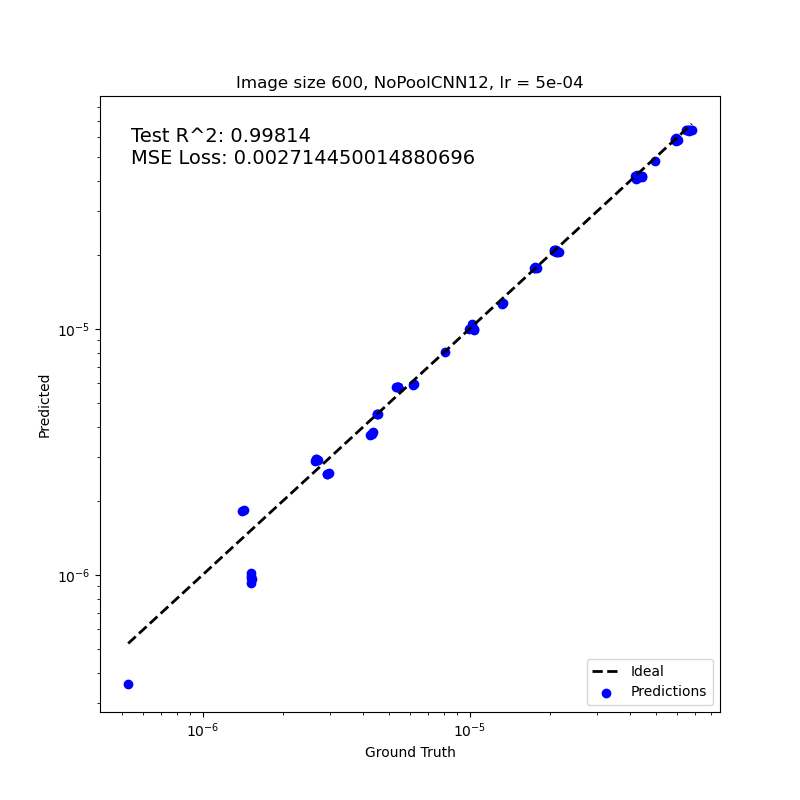 Image size 600, NoPoolCNN12, lr = 5e-04
Test R^2: 0.99814
MSE Loss: 0.002714450014880696
10⁻⁵
10⁻⁶
Predicted
10⁻⁶
10⁻⁵
Ground Truth
Ideal
Predictions